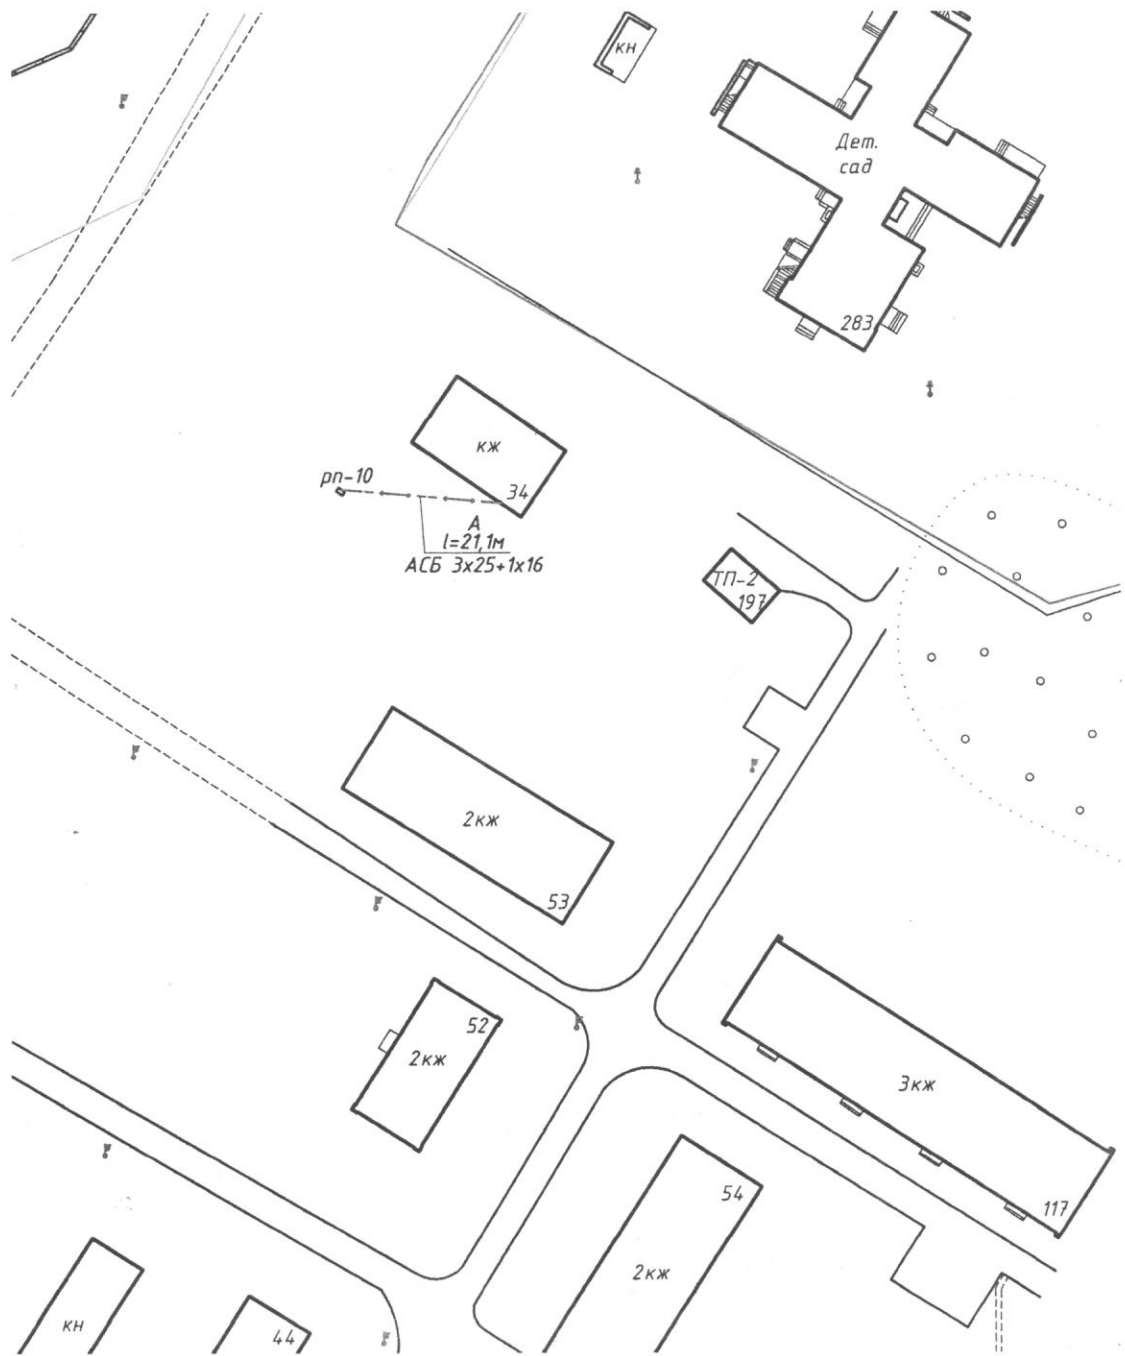 кн
Дет.
сад
283
кж
34
рп-10
А
l=21,1м
АСБ 3х25+1х16
ТП-2
197
2кж
53
52
2кж
3кж
117
54
2кж
кн
44